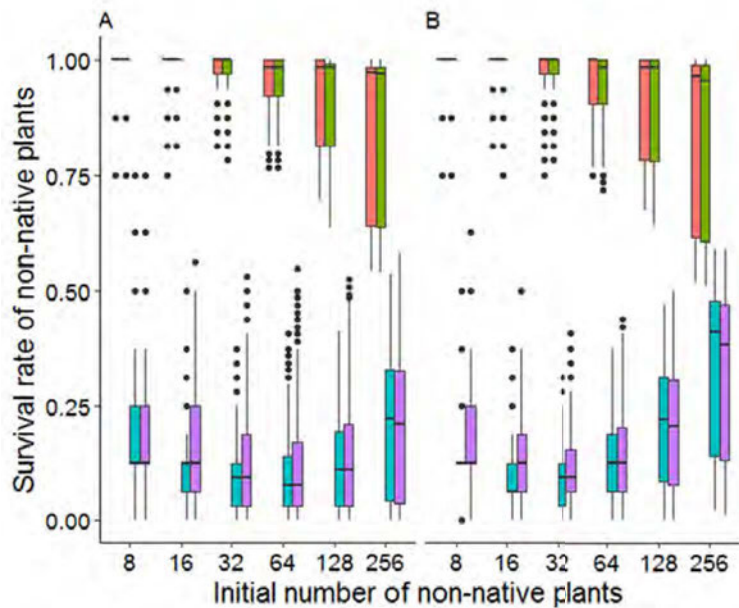 A
B
Survival rate of non-native plants
1.00
0.75
0.50
0.25
0.00
8 16 32 64 128 256
8 16 32 64 128 256
Initial number of non-native plants